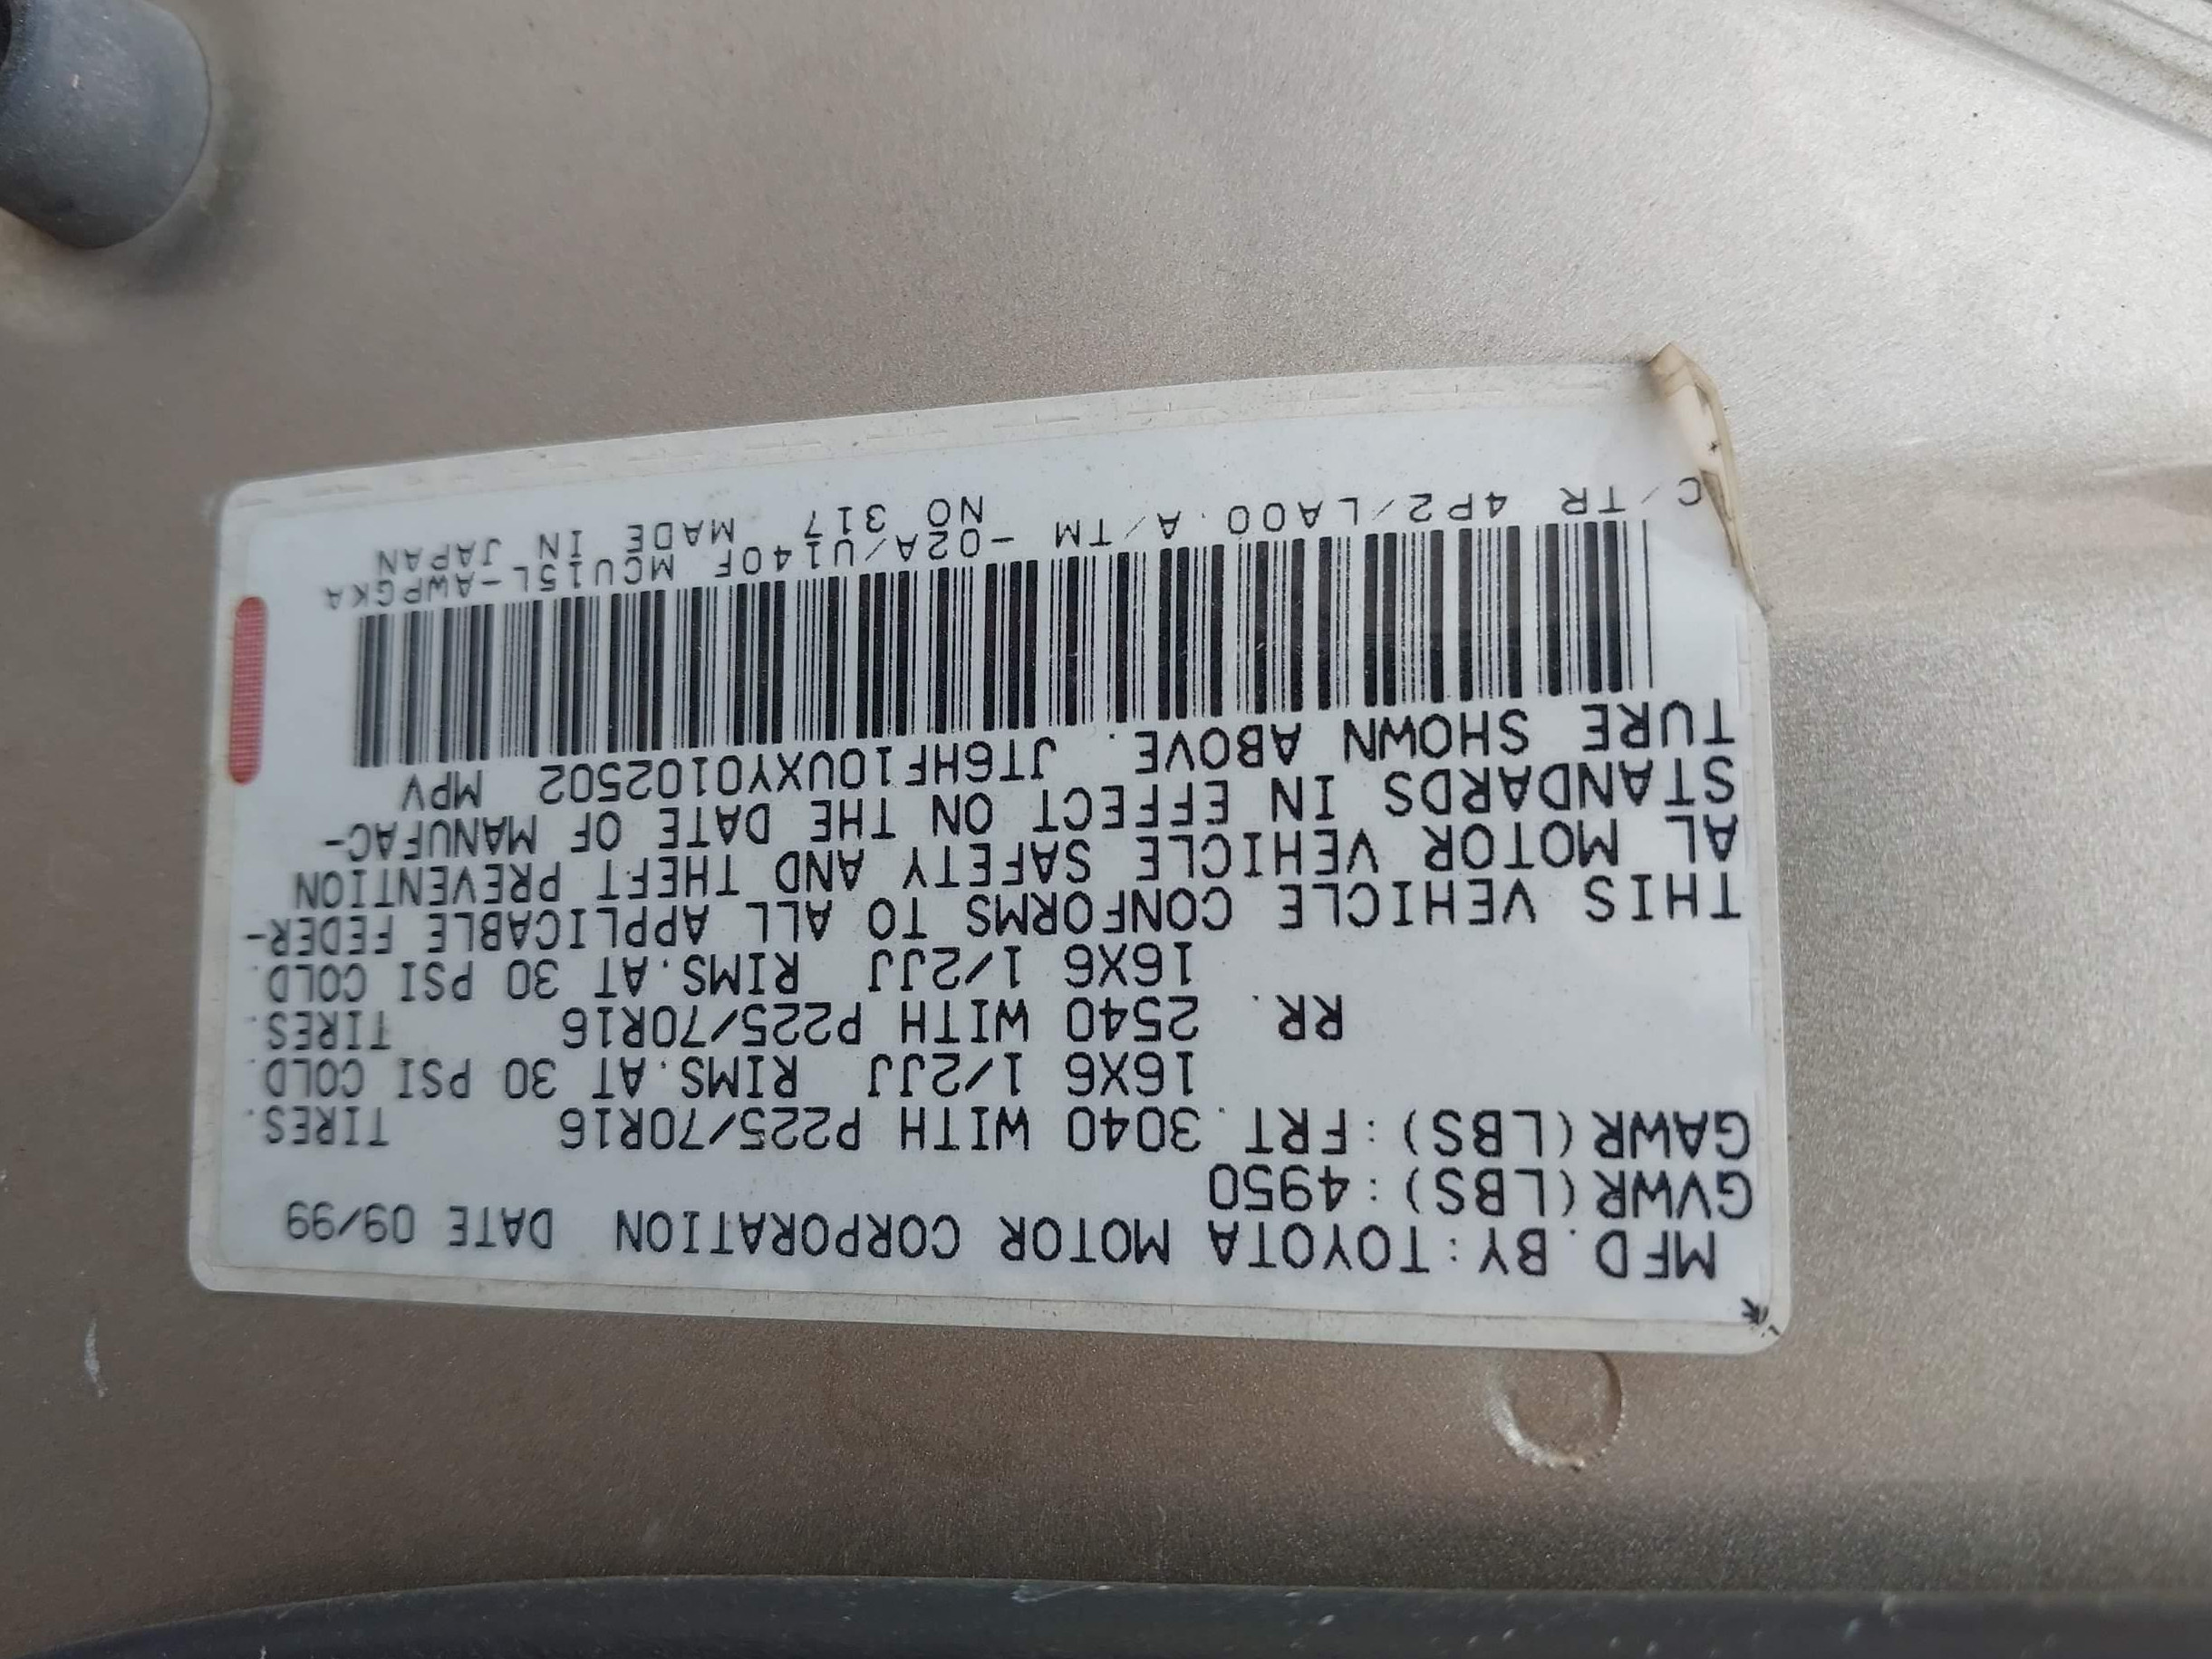 MFD.BY:TOYOTA MOTOR CORPORATION DATE 09/99
GVWR(LBS):4950
GAWR(LBS):FRT.3040 WITH P225/70R16 TIRES.
16X6 1/2JJ RIMS.AT 30 PSI COLD.
RR. 2540 WITH P225/70R16 TIRES.
16X6 1/2JJ RIMS.AT 30 PSI COLD.
THIS VEHICLE CONFORMS TO ALL APPLICABLE FEDER-
AL MOTOR VEHICLE SAFETY AND THEFT PREVENTION
STANDARDS IN EFFECT ON THE DATE OF MANUFAC-
TURE SHOWN ABOVE. JT6HF10UXY0102502 MPV
C/TR 4P2/LA00.A/TM -02A/U140F MCU15L-AWPGKA
NO 317 MADE IN JAPAN